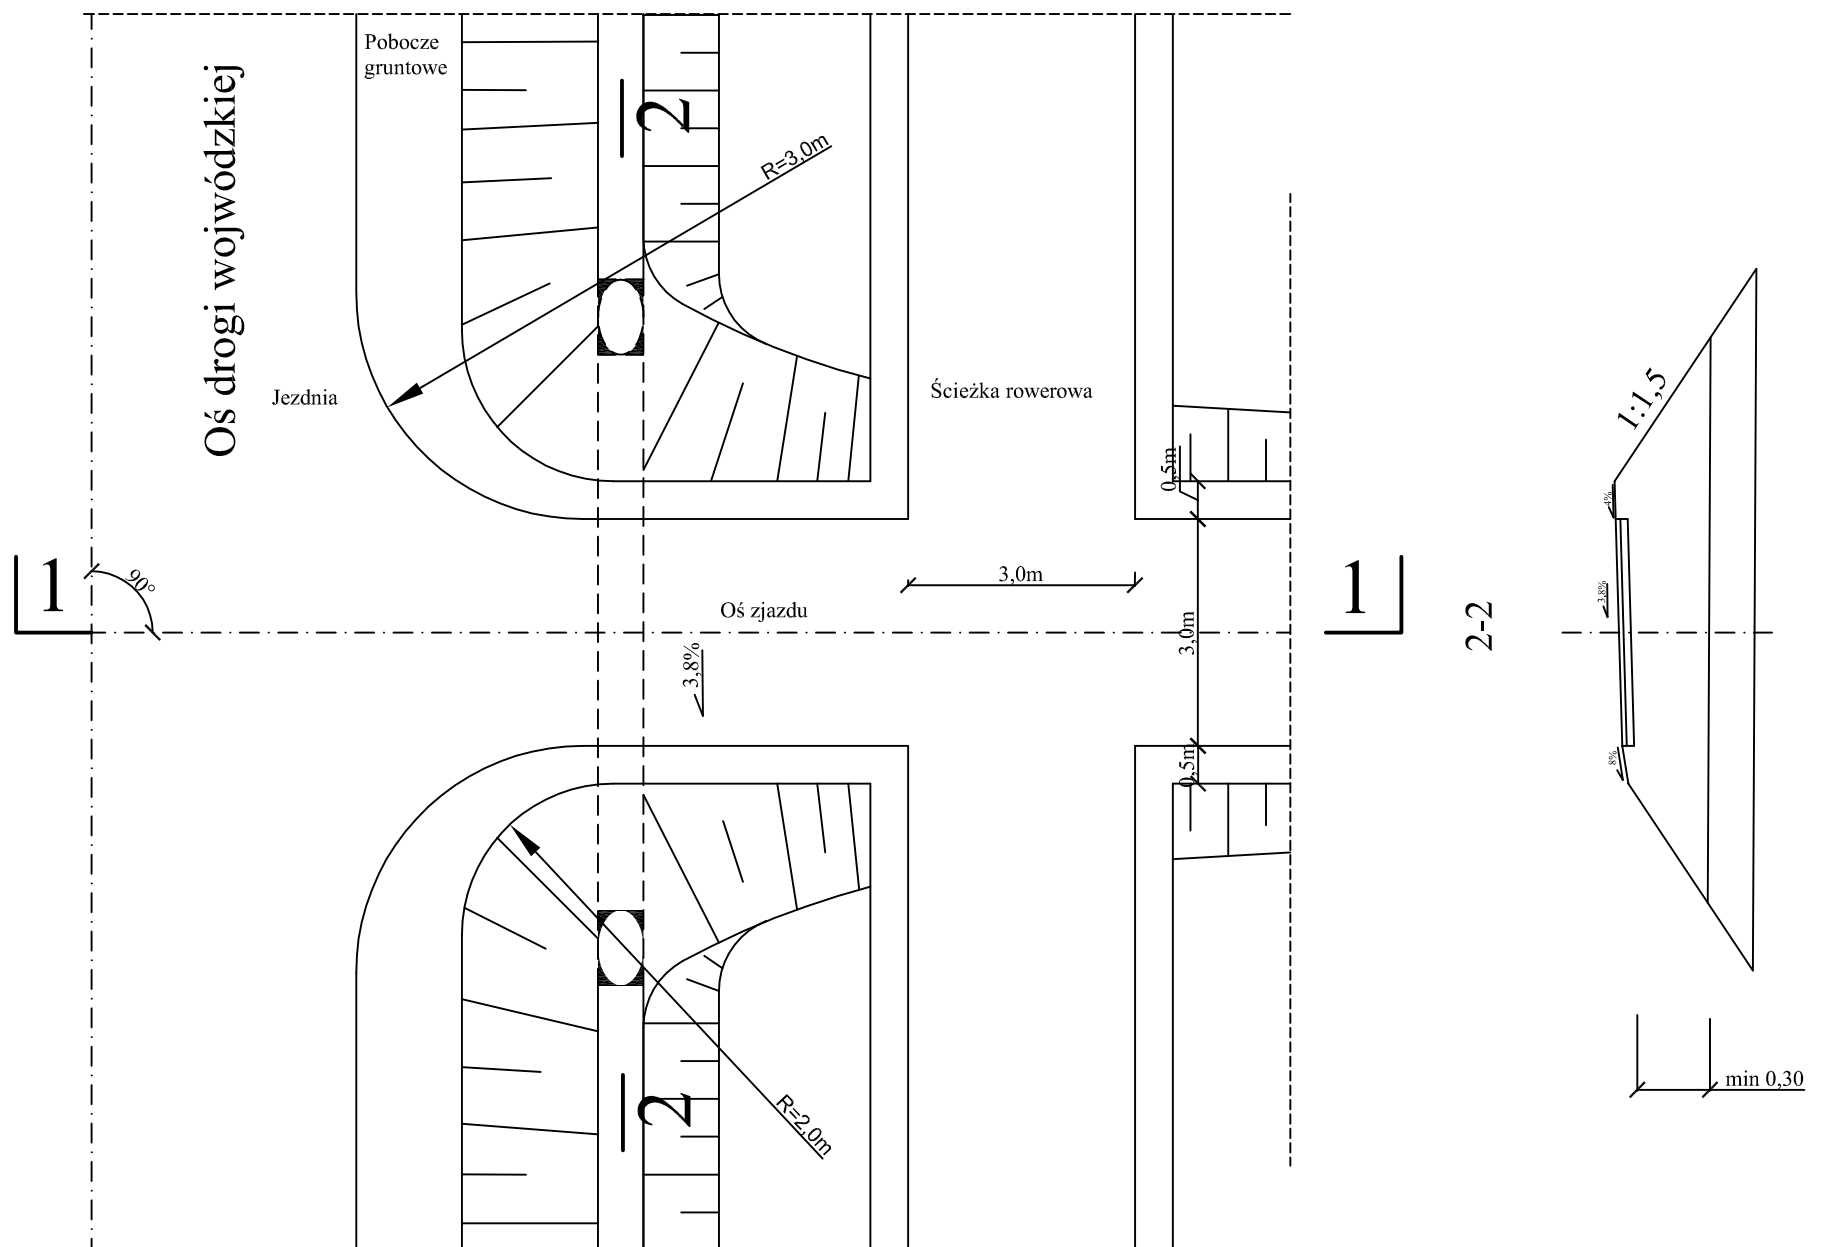 Pobocze
gruntowe
Oś drogi wojwódzkiej
2
R=3,0m
Jezdnia
Ścieżka rowerowa
1:1,5
0,5m
4%
1
90°
3,0m
1
Oś zjazdu
3,8%
3,0m
2-2
3,8%
0,5m
8%
min 0,30
2
R=2,0m